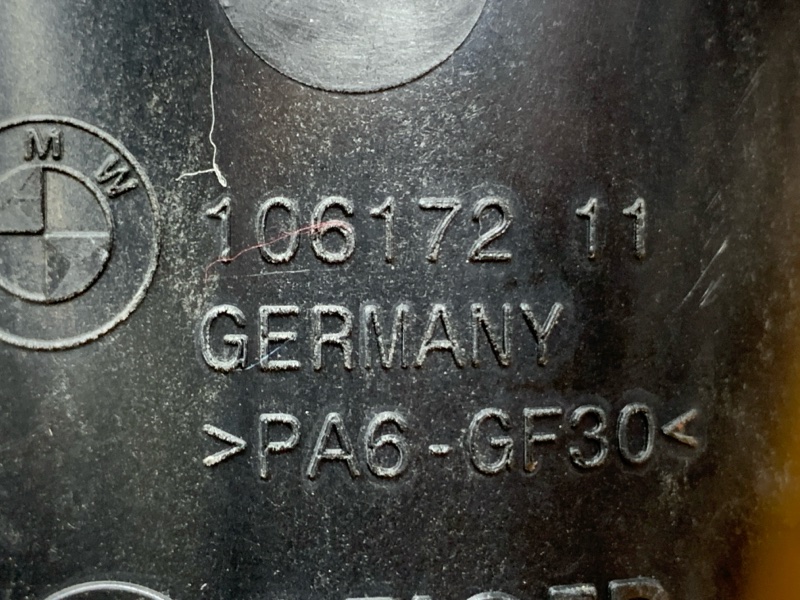 BMW
106172 11
GERMANY
>PA6-GF30<